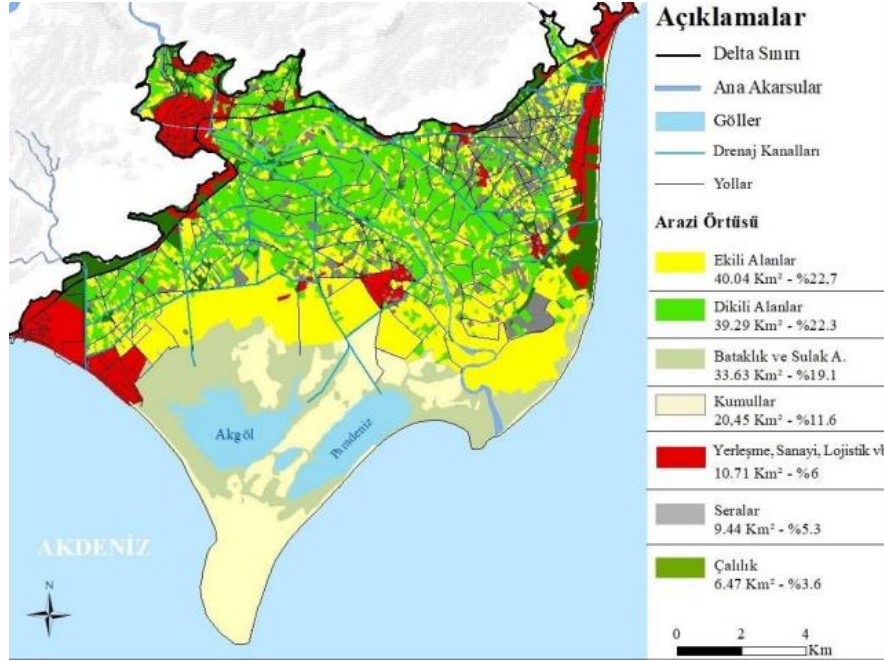 Açıklamalar
Delta Sınırı
Ana Akarsular
Göller
Drenaj Kanalları
Yollar
Arazi Örtüsü
Ekili Alanlar
40.04 Km² - %22,7
Dikili Alanlar
39.29 Km² - %22.3
Bataklık ve Sulak A.
33.63 Km² - %19.1
Kumullar
20,45 Km² - %11.6
Yerleşme, Sanayi, Lojistik vb
10.71 Km² - %6
Seralar
9.44 Km² - %5.3
Çalılık
6.47 Km² - %3.6
0 2 4
Km
Akgöl
AKDENİZ
N